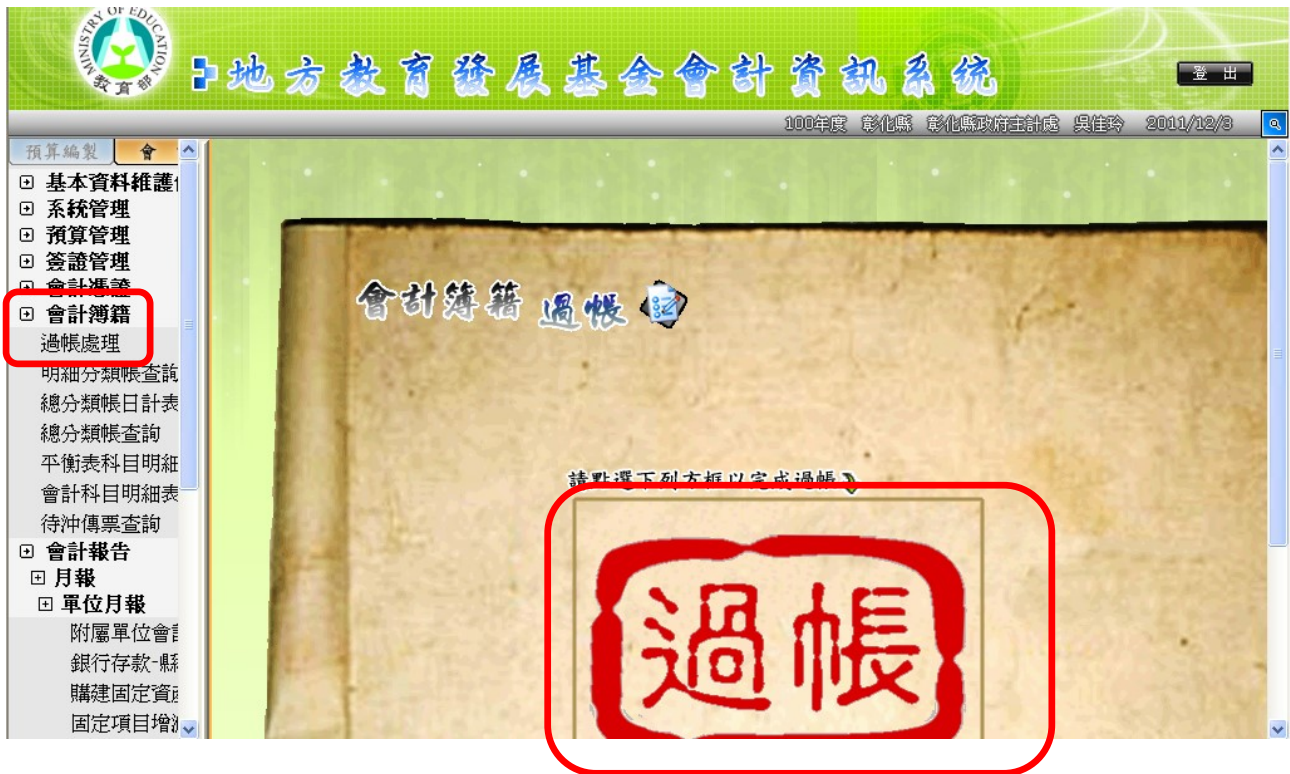 MINISTRY OF EDUCATION
教育部
地方教育發展基金會計資訊系統
登出
100年度 彰化縣 彰化縣政府主計處 吳佳玲 2011/12/3
預算編製 會
基本資料維護
系統管理
預算管理
簽證管理
會計憑證
會計簿籍
過帳處理
明細分類帳查詢
總分類帳日計表
總分類帳查詢
平衡表科目明細
會計科目明細表
待沖傳票查詢
會計報告
月報
單位月報
附屬單位會
銀行存款-縣
購建固定資產
固定項目增減
會計簿籍 過帳
請點選下列方框以完成過帳
過帳